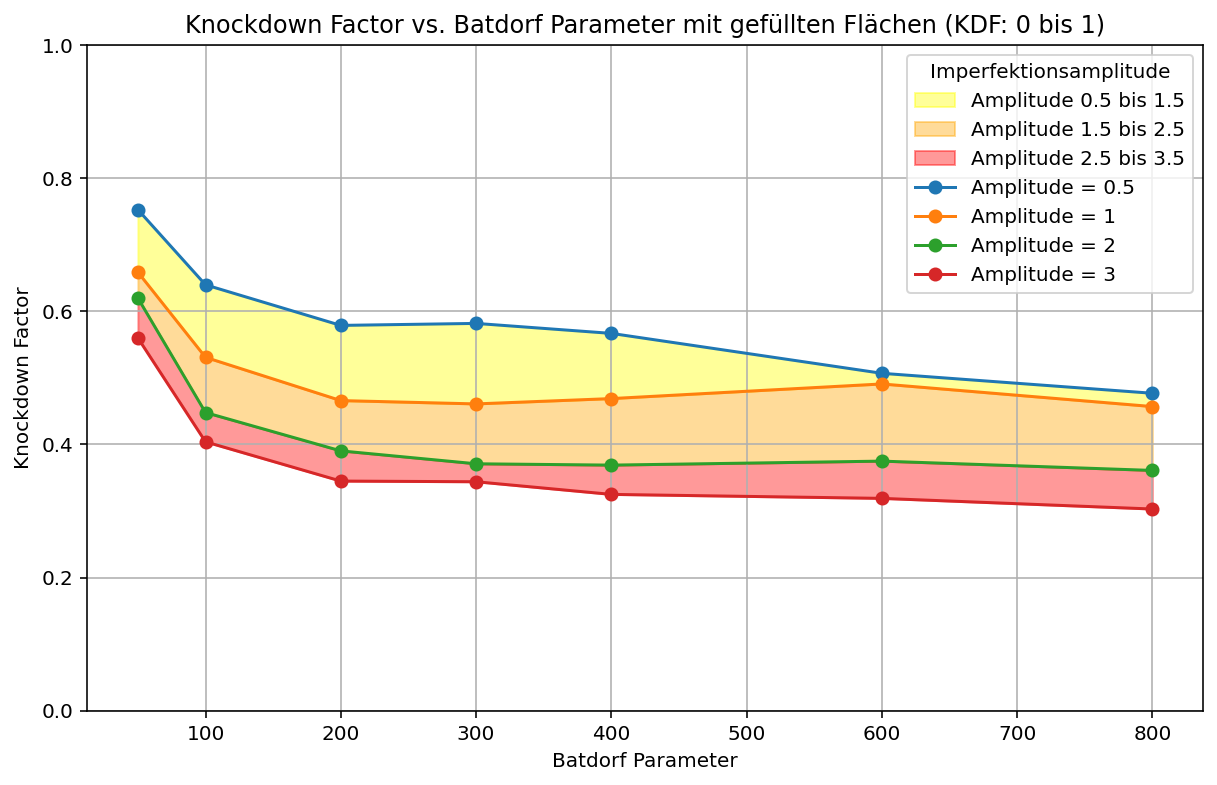 Knockdown Factor vs. Batdorf Parameter mit gefüllten Flächen (KDF: 0 bis 1)
Knockdown Factor
1.0
0.8
0.6
0.4
0.2
0.0
Imperfektionsamplitude
Amplitude 0.5 bis 1.5
Amplitude 1.5 bis 2.5
Amplitude 2.5 bis 3.5
Amplitude = 0.5
Amplitude = 1
Amplitude = 2
Amplitude = 3
100 200 300 400 500 600 700 800
Batdorf Parameter